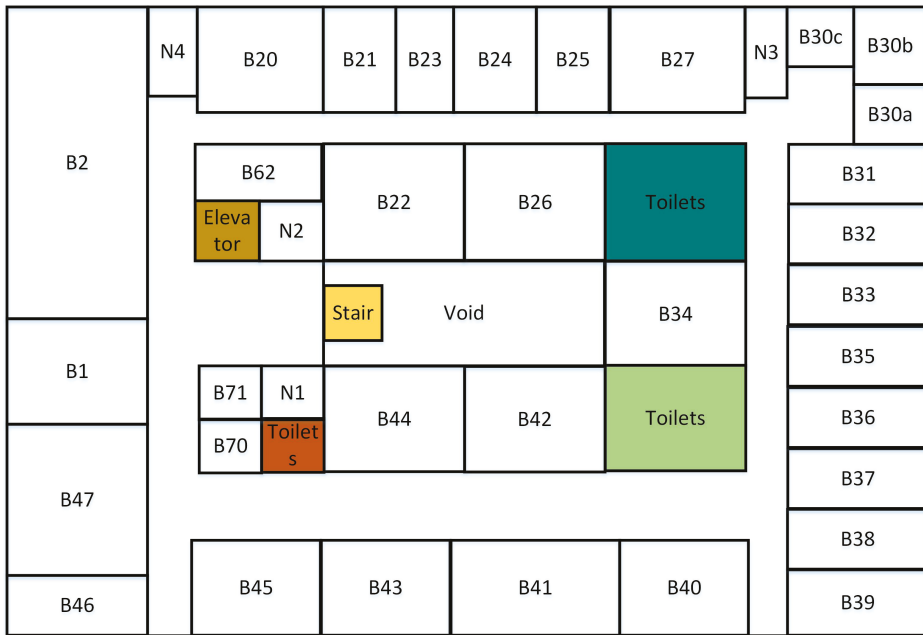 N4
B20
B21
B23
B24
B25
B27
N3
B30c
B30b
B30a
B2
B62
B22
B26
Toilets
B31
Eleva
tor
N2
B32
Stair
Void
B34
B33
B1
B35
B71
N1
B44
B42
Toilets
B36
B70
Toilet
s
B47
B37
B38
B45
B43
B41
B40
B46
B39